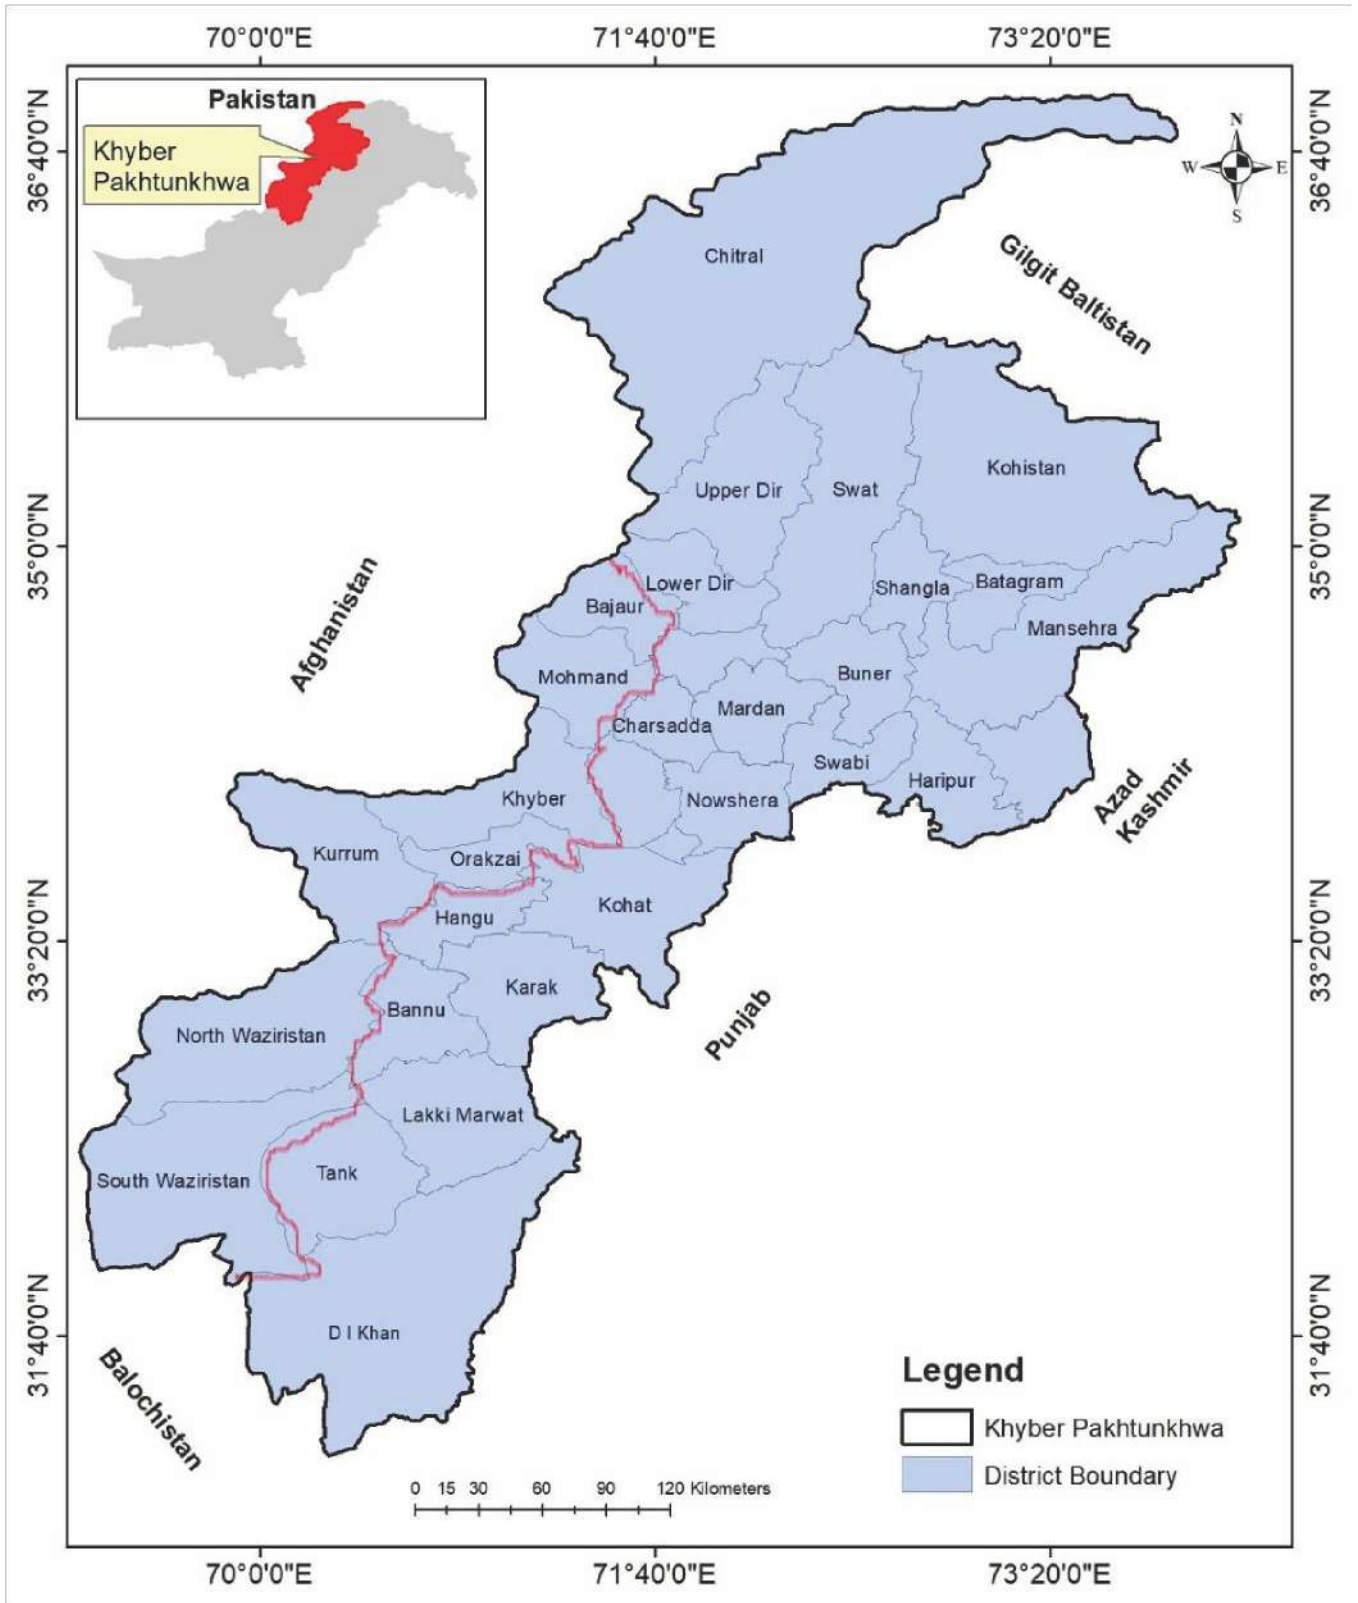 70°0'0"E
71°40'0"E
73°20'0"E
36°40'0"N
36°40'0"N
Pakistan
Khyber
Pakhtunkhwa
N
W
E
S
Chitral
Gilgit Baltistan
Kohistan
Upper Dir
Swat
35°0'0"N
35°0'0"N
Afghanistan
Lower Dir
Shangla
Batagram
Bajaur
Mansehra
Mohmand
Buner
Mardan
Charsadda
Swabi
Haripur
Azad
Kashmir
Khyber
Nowshera
Kurrum
Orakzai
Kohat
Hangu
33°20'0"N
33°20'0"N
Karak
Bannu
Punjab
North Waziristan
Lakki Marwat
Tank
South Waziristan
D I Khan
31°40'0"N
31°40'0"N
Balochistan
Legend
Khyber Pakhtunkhwa
District Boundary
0 15 30 60 90 120 Kilometers
70°0'0"E
71°40'0"E
73°20'0"E